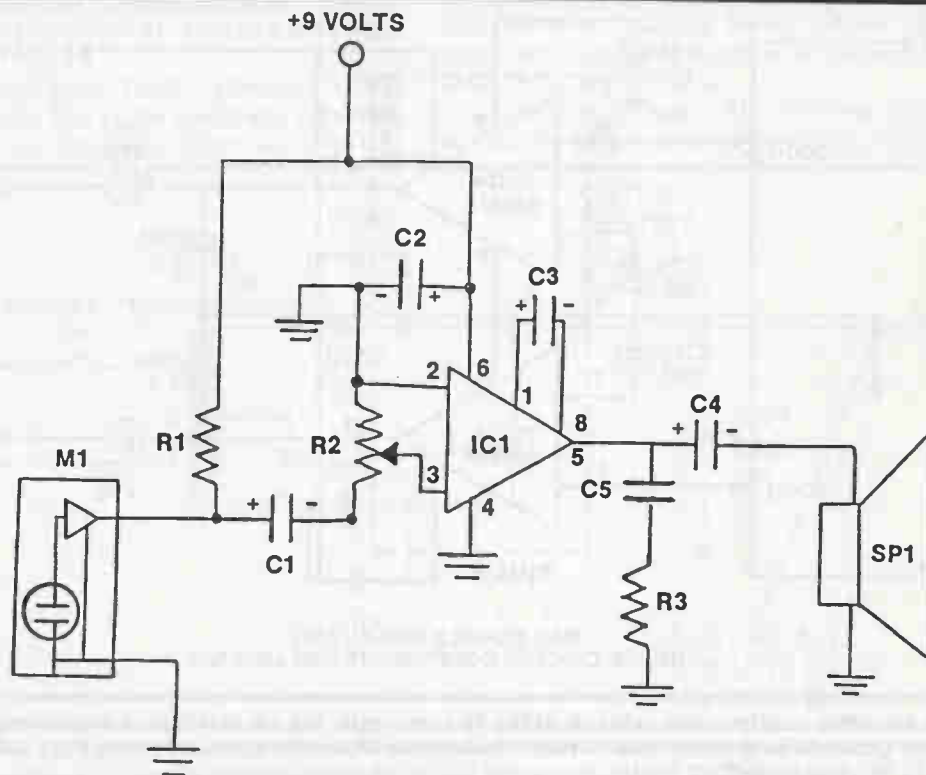 +9 VOLTS
C2
- +
C3
+ -
2
6
1
8
5
3
4
IC1
R1
R2
M1
+ -
C1
C4
+ -
C5
R3
SP1